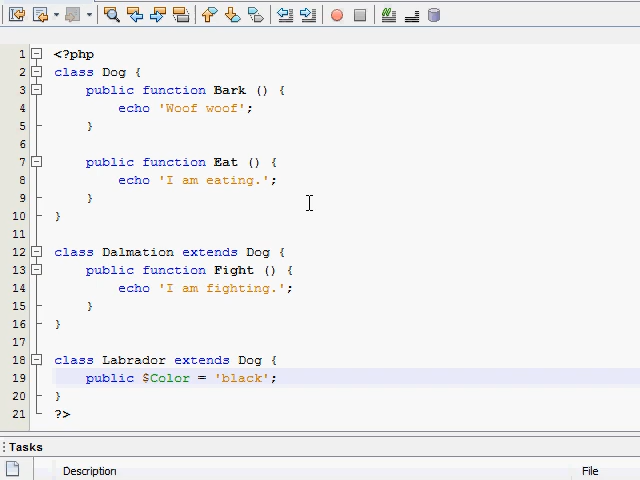 1 <?php
2 class Dog {
3 public function Bark () {
4 echo 'Woof woof';
5 }
6
7 public function Eat () {
8 echo 'I am eating.';
9 }
10 }
11
12 class Dalmation extends Dog {
13 public function Fight () {
14 echo 'I am fighting.';
15 }
16 }
17
18 class Labrador extends Dog {
19 public $Color = 'black';
20 }
21 ?>
Tasks
Description File